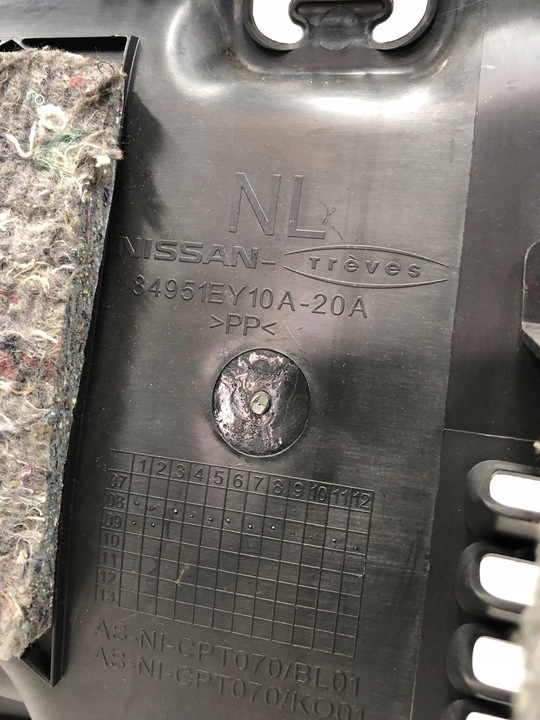 NL
NISSAN- Trèves
84951EY10A-20A
>PP<
1 2 3 4 5 6 7 8 9 10 11 12
07
08
09
10
11
12
13
AS-NI-CPT070/BL01
AS-NI-CPT070/KO01